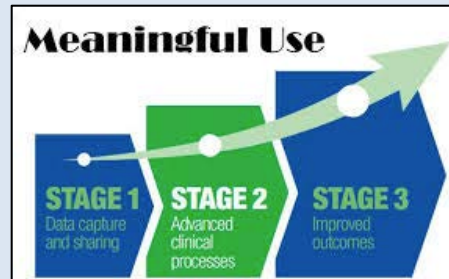 Meaningful Use
STAGE 1
Data capture
and sharing
STAGE 2
Advanced
clinical
processes
STAGE 3
Improved
outcomes